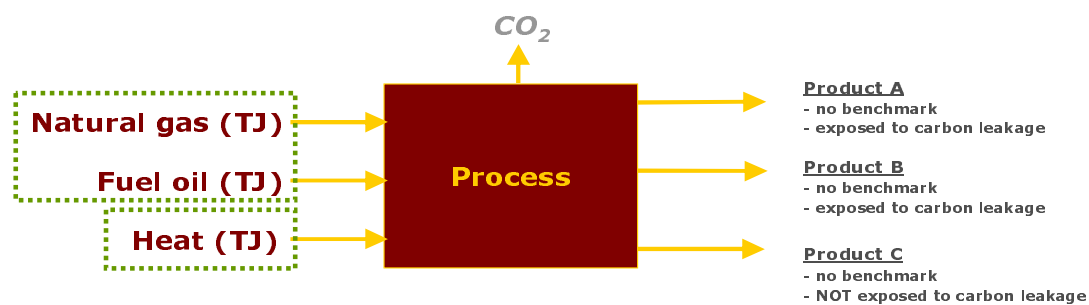 CO2
Natural gas (TJ)
Fuel oil (TJ)
Heat (TJ)
Process
Product A
- no benchmark
- exposed to carbon leakage
Product B
- no benchmark
- exposed to carbon leakage
Product C
- no benchmark
- NOT exposed to carbon leakage